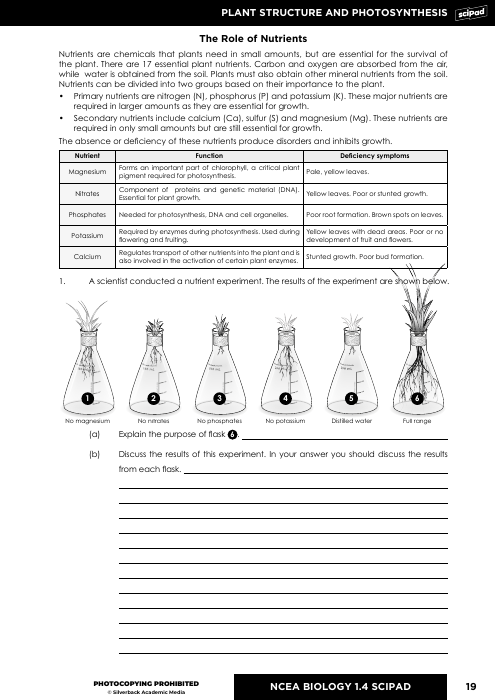 PLANT STRUCTURE AND PHOTOSYNTHESIS scipad
The Role of Nutrients
Nutrients are chemicals that plants need in small amounts, but are essential for the survival of
the plant. There are 17 essential plant nutrients. Carbon and oxygen are absorbed from the air,
while water is obtained from the soil. Plants must also obtain other mineral nutrients from the soil.
Nutrients can be divided into two groups based on their importance to the plant.
• Primary nutrients are nitrogen (N), phosphorus (P) and potassium (K). These major nutrients are
required in larger amounts as they are essential for growth.
• Secondary nutrients include calcium (Ca), sulfur (S) and magnesium (Mg). These nutrients are
required in only small amounts but are still essential for growth.
The absence or deficiency of these nutrients produce disorders and inhibits growth.
Nutrient Function Deficiency symptoms
Magnesium Forms an important part of chlorophyll, a critical plant
pigment required for photosynthesis. Pale, yellow leaves.
Nitrates Component of proteins and genetic material (DNA).
Essential for plant growth. Yellow leaves. Poor or stunted growth.
Phosphates Needed for photosynthesis, DNA and cell organelles. Poor root formation. Brown spots on leaves.
Potassium Required by enzymes during photosynthesis. Used during
flowering and fruiting. Yellow leaves with dead areas. Poor or no
development of fruit and flowers.
Calcium Regulates transport of other nutrients into the plant and is
also involved in the activation of certain plant enzymes. Stunted growth. Poor bud formation.
1. A scientist conducted a nutrient experiment. The results of the experiment are shown below.
1 2 3 4 5 6
No magnesium No nitrates No phosphates No potassium Distilled water Full range
(a) Explain the purpose of flask 6.
(b) Discuss the results of this experiment. In your answer you should discuss the results
from each flask.
PHOTOCOPYING PROHIBITED
© Silverback Academic Media
NCEA BIOLOGY 1.4 SCIPAD 19